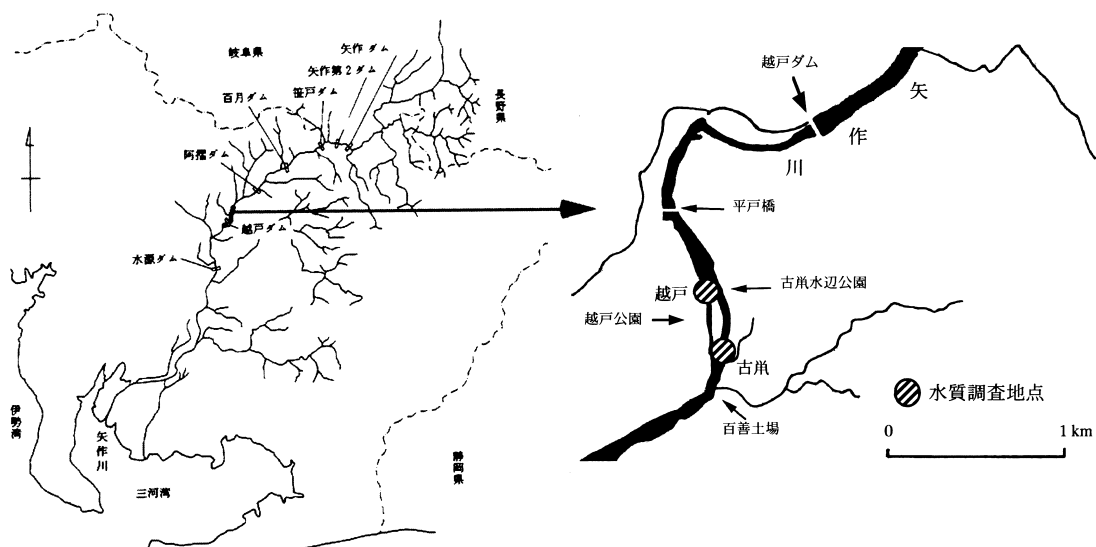 岐阜県
矢作ダム
矢作第2ダム
笹戸ダム
百月ダム
長野県
阿摺ダム
越戸ダム
水源ダム
伊勢湾
矢作川
三河湾
静岡県
越戸ダム
矢作川
平戸橋
越戸
古鼡水辺公園
越戸公園
古鼡
水質調査地点
百善土場
0
1 km